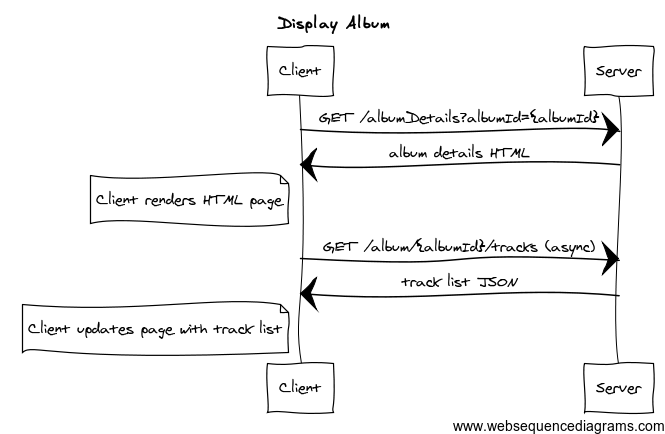 Display Album
Client
Server
GET /albumDetails?albumId={albumId}
album details HTML
Client renders HTML page
GET /album/{albumId}/tracks (async)
track list JSON
Client updates page with track list
Client
Server
www.websequencediagrams.com